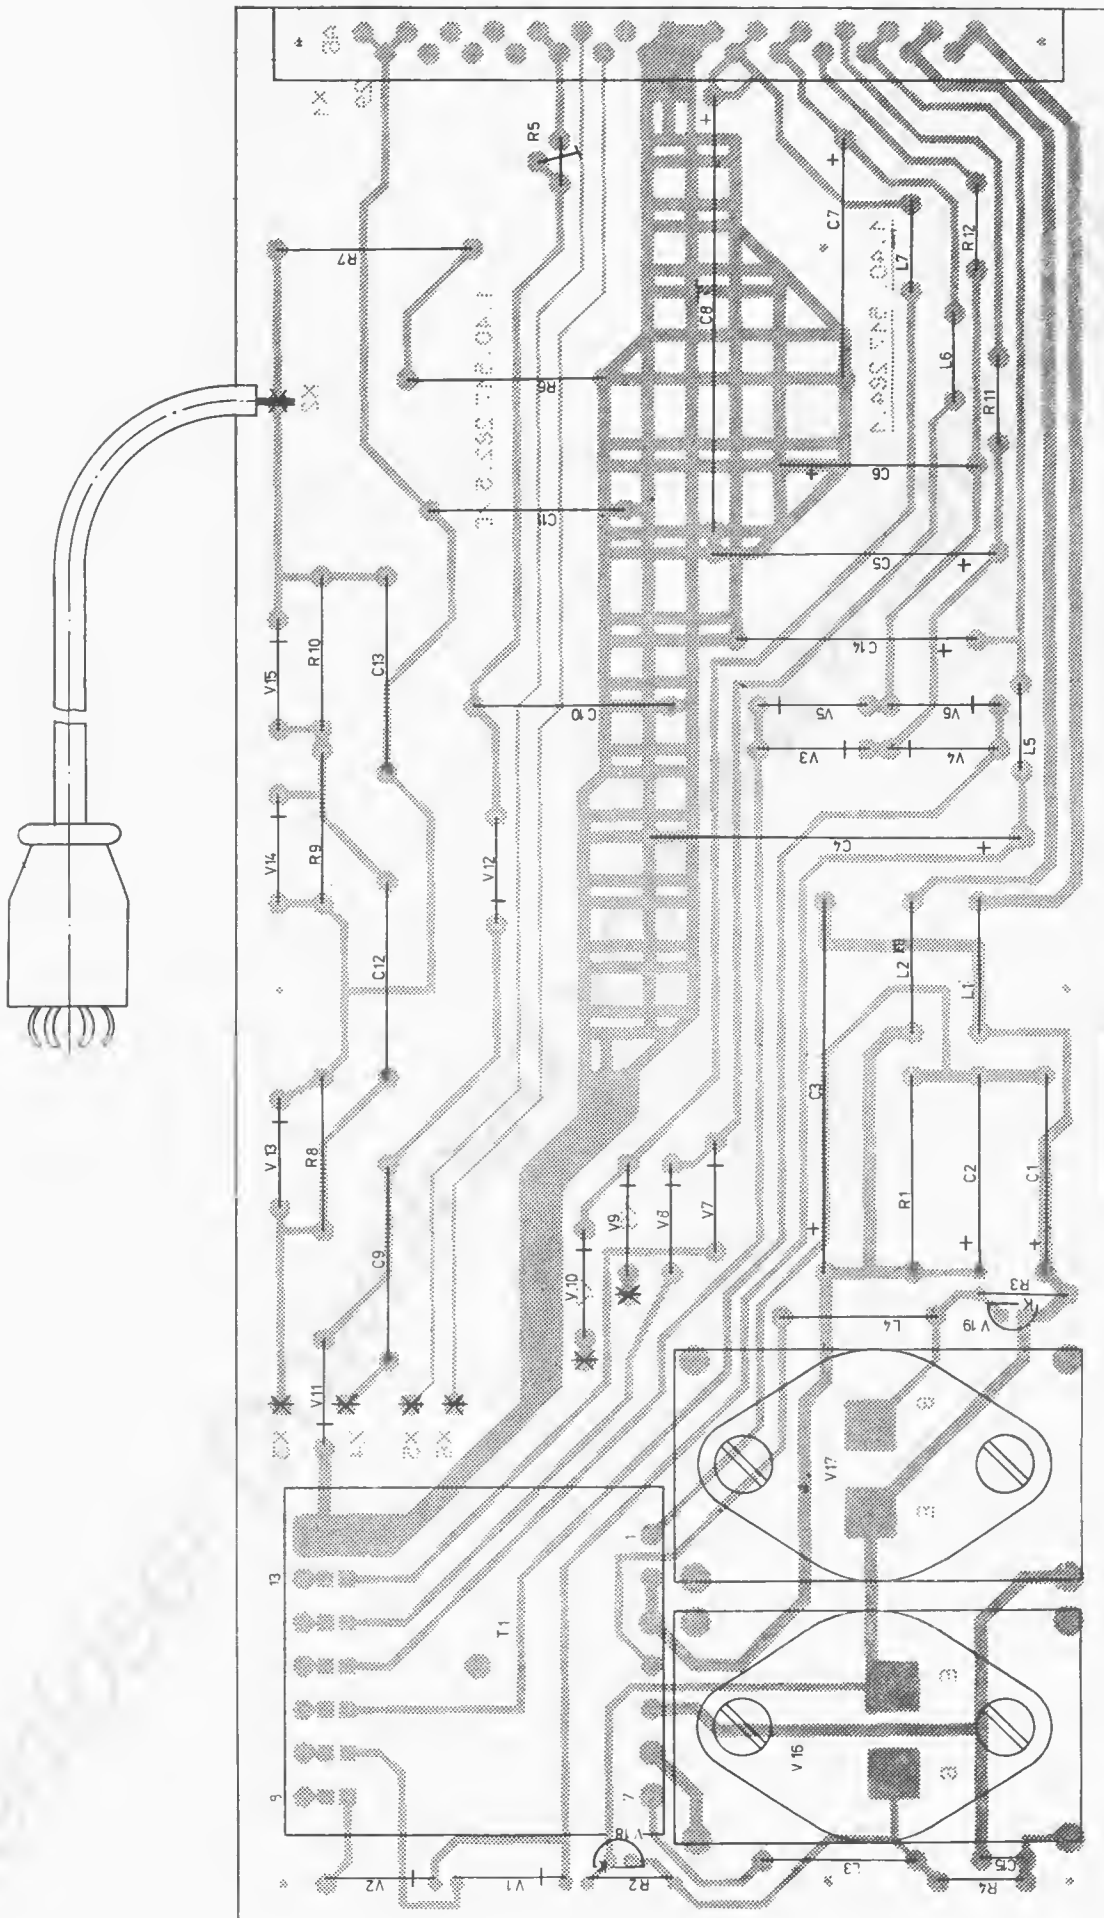 R5
+
R7
+
C7
R12
L7
C8
L6
R6
R11
+
C6
C11
C5
+
R10
C13
V15
C14
+
C10
V5
V6
V3
V4
L5
C4
+
V14
R9
V12
C12
L2
L1
C3
V13
R8
R1
C2
C1
C9
V10
V9
V8
V7
+
+
+
R3
K
V19
L4
V11
V17
1
13
T1
V16
9
7
V18
K
V2
V1
R2
L3
C15
R4